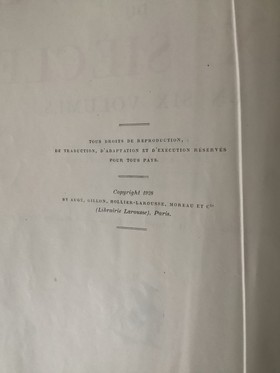 TOUS DROITS DE REPRODUCTION,
DE TRADUCTION, D'ADAPTATION ET D'EXÉCUTION RÉSERVÉS
POUR TOUS PAYS.
Copyright 1928
BY AUGÉ, GILLON, HOLLIER-LAROUSSE, MOREAU ET Cie
(Librairie Larousse), Paris.